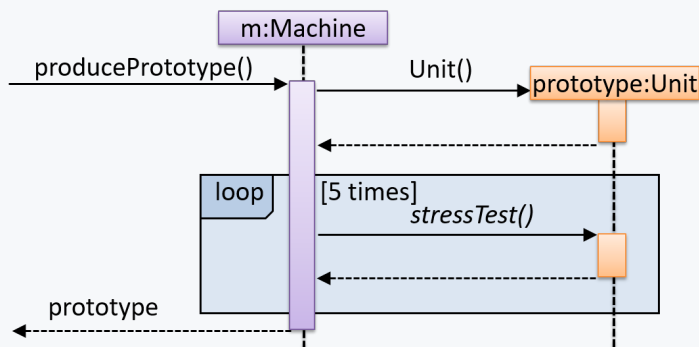 m:Machine
producePrototype()
Unit()
prototype:Unit
loop
[5 times]
stressTest()
prototype